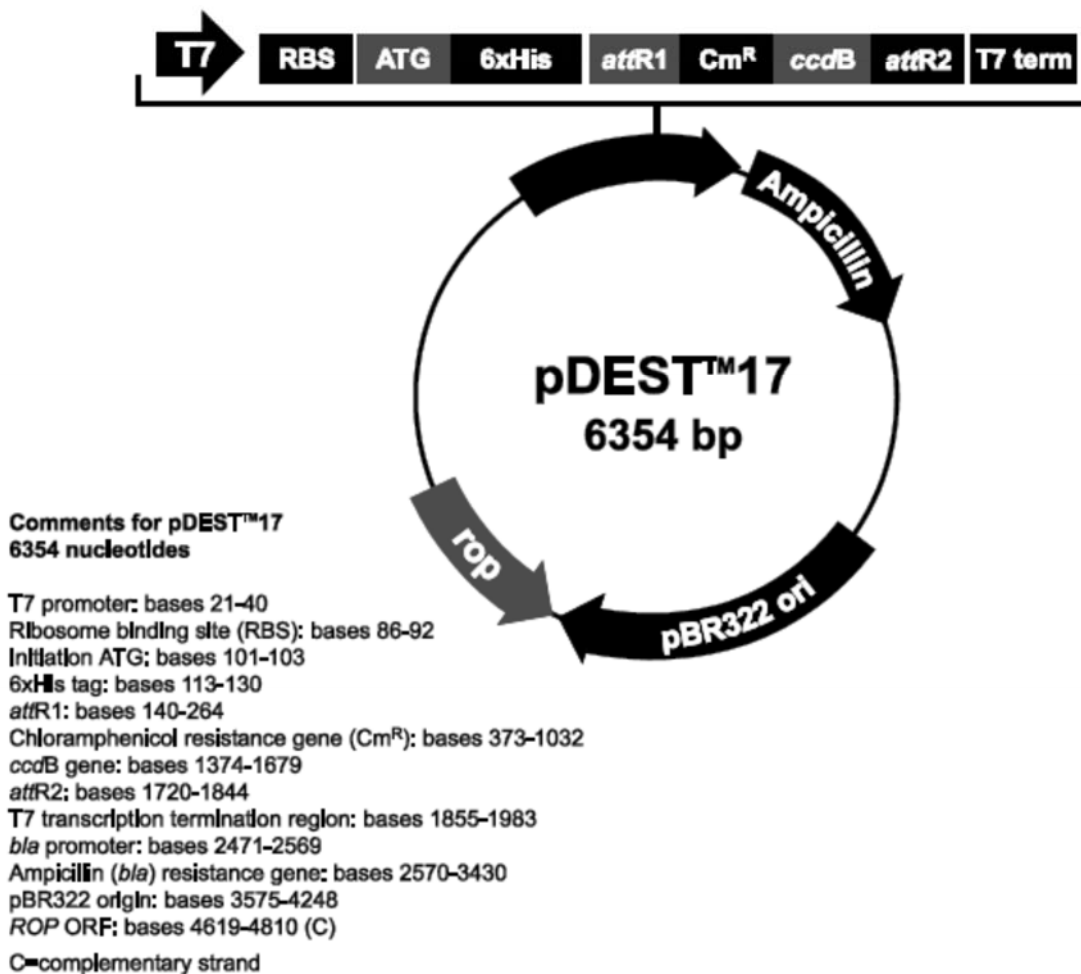 T7 RBS ATG 6xHis attR1 CmR ccdB attR2 T7 term
Ampicillin
pDEST™17
6354 bp
rop
pBR322 ori
Comments for pDEST™17
6354 nucleotides
T7 promoter: bases 21-40
Ribosome binding site (RBS): bases 86-92
Initiation ATG: bases 101-103
6xHis tag: bases 113-130
attR1: bases 140-264
Chloramphenicol resistance gene (CmR): bases 373-1032
ccdB gene: bases 1374-1679
attR2: bases 1720-1844
T7 transcription termination region: bases 1855-1983
bla promoter: bases 2471-2569
Ampicillin (bla) resistance gene: bases 2570-3430
pBR322 origin: bases 3575-4248
ROP ORF: bases 4619-4810 (C)
C=complementary strand